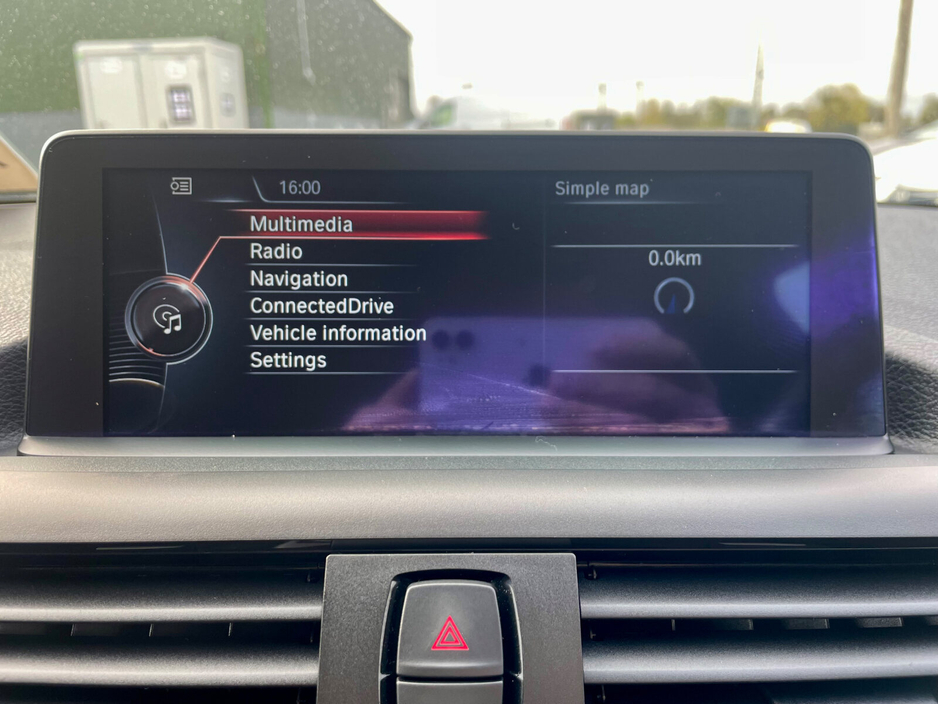 16:00
Simple map
Multimedia
Radio
Navigation
ConnectedDrive
Vehicle information
Settings
0.0km